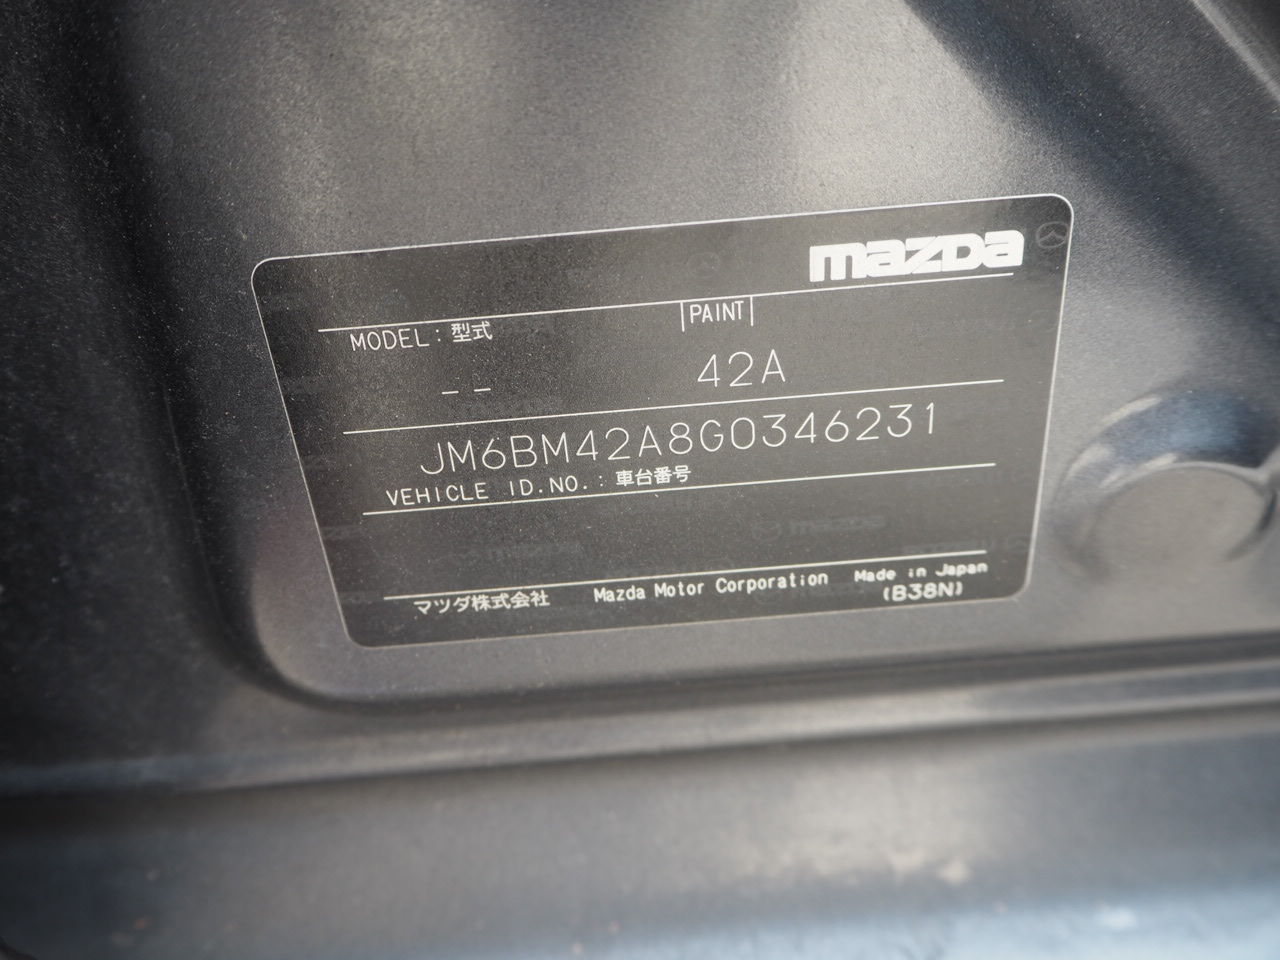 mazda
MODEL：型式
PAINT
-- 42A
JM6BM42A8G0346231
VEHICLE ID.NO.：車台番号
マツダ株式会社 Mazda Motor Corporation Made in Japan
(B38N)